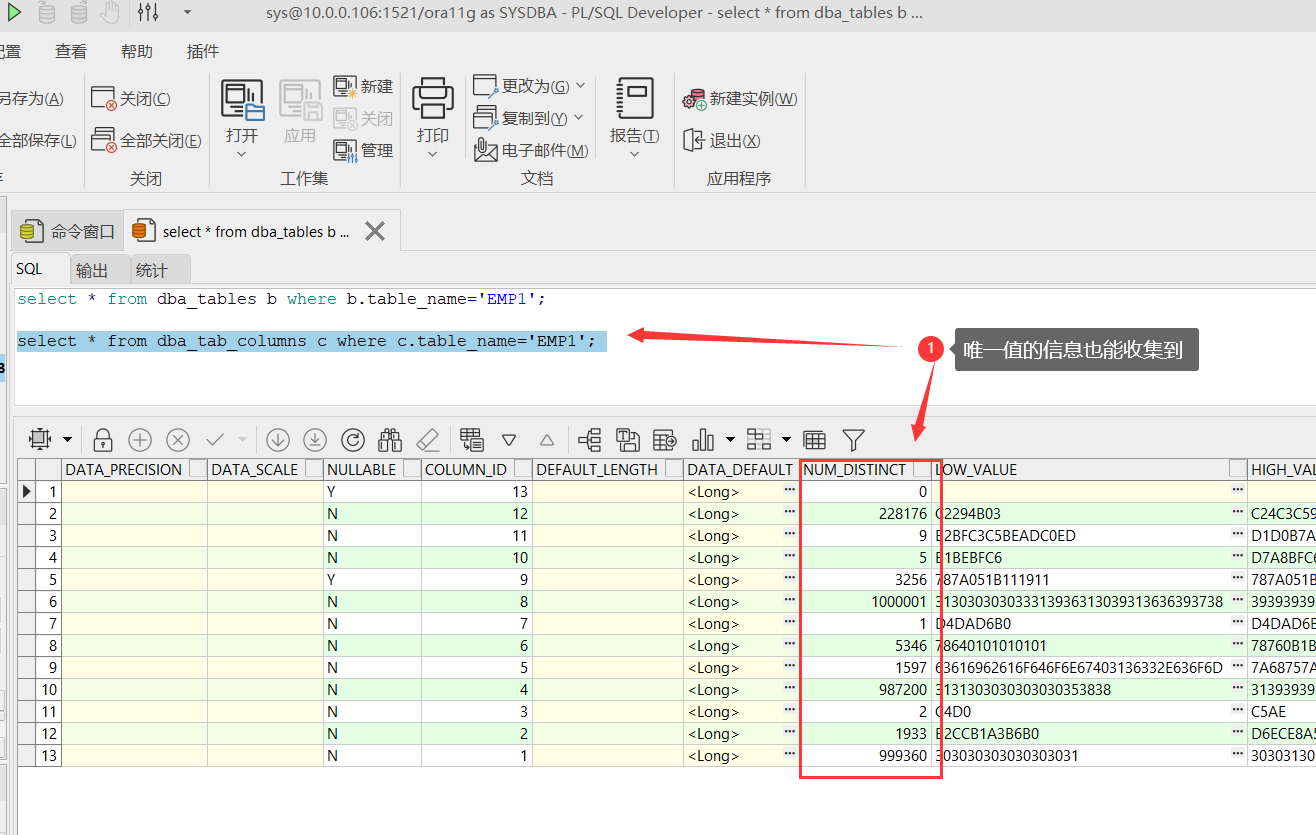 sys@10.0.0.106:1521/ora11g as SYSDBA - PL/SQL Developer - select * from dba_tables b ...
配置 查看 帮助 插件
另存为(A) 关闭(C) 打开 应用 新建 打印 更改为(G) 报告(T) 新建实例(W)
关闭 复制到(Y)
全部保存(L) 全部关闭(E) 管理 电子邮件(M) 退出(X)
关闭 工作集 文档 应用程序
命令窗口 select * from dba_tables b ...
SQL 输出 统计
select * from dba_tables b where b.table_name='EMP1';
select * from dba_tab_columns c where c.table_name='EMP1';
1 唯一值的信息也能收集到
DATA_PRECISION DATA_SCALE NULLABLE COLUMN_ID DEFAULT_LENGTH DATA_DEFAULT NUM_DISTINCT LOW_VALUE
1 Y 13 <Long> ... 0 ...
2 N 12 <Long> ... 228176 C2294B03 ... C24C3C59
3 N 11 <Long> ... 9 B2BFC3C5BEADC0ED ... D1D0B7A
4 N 10 <Long> ... 5 B1BEBFC6 ... D7A8BFC6
5 Y 9 <Long> ... 3256 787A051B111911 ... 787A051B
6 N 8 <Long> ... 1000001 3130303030333139363130393136363937​38 ... 39393939
7 N 7 <Long> ... 1 D4DAD6B0 ... D4DAD6B
8 N 6 <Long> ... 5346 78640101010101 ... 78760B1B
9 N 5 <Long> ... 1597 63616962616F646F6E67403136332E636F6D ... 7A68757A
10 N 4 <Long> ... 987200 3131303030303030353838 ... 31393939
11 N 3 <Long> ... 2 C4D0 ... C5AE
12 N 2 <Long> ... 1933 B2CCB1A3B6B0 ... D6ECE8A5
13 N 1 <Long> ... 999360 303030303030303031 ... 30303130